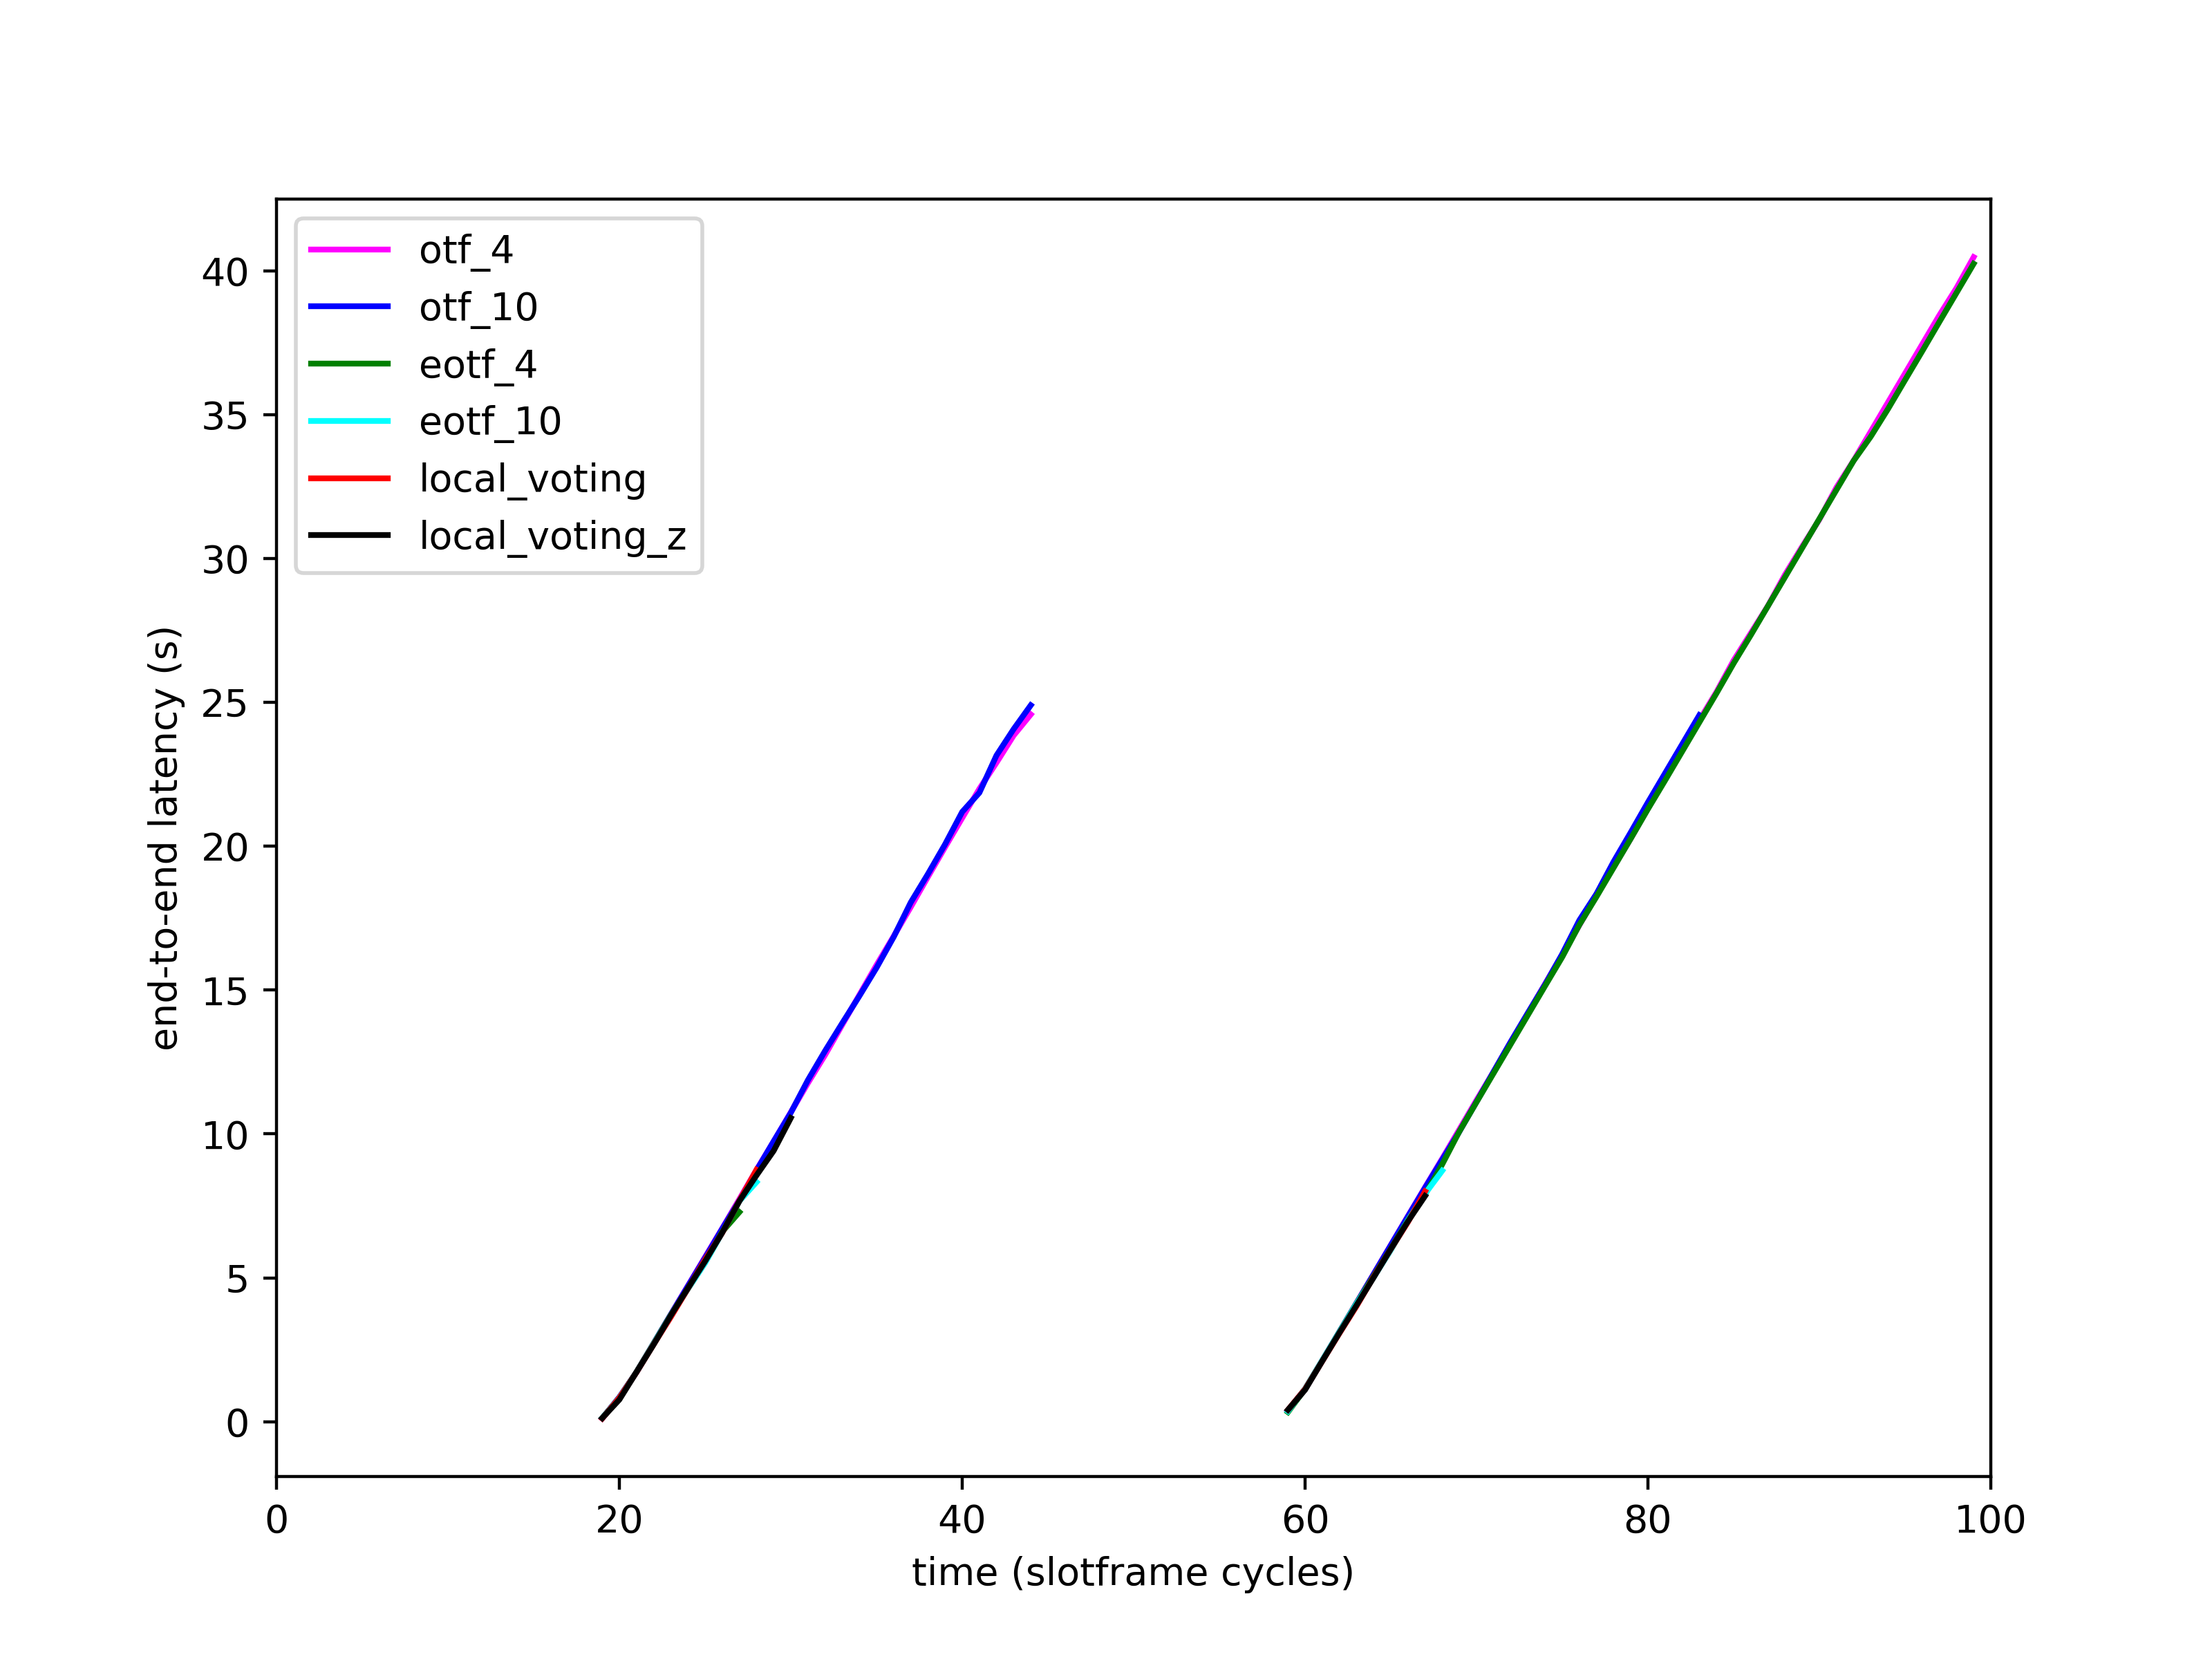 otf_4
otf_10
eotf_4
eotf_10
local_voting
local_voting_z
40
35
30
25
20
15
10
5
0
end-to-end latency (s)
0 20 40 60 80 100
time (slotframe cycles)